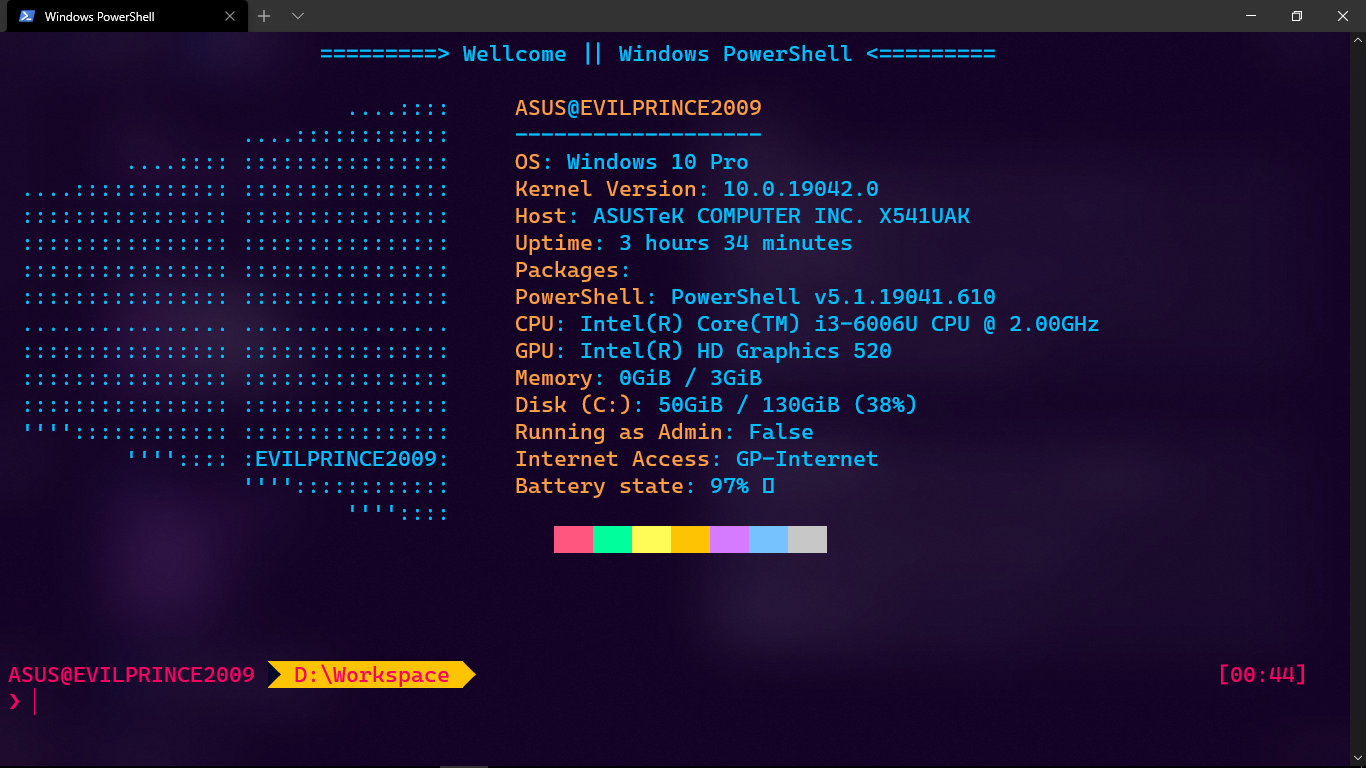 Windows PowerShell
=========> Wellcome || Windows PowerShell <=========
ASUS@EVILPRINCE2009
-------------------
OS: Windows 10 Pro
Kernel Version: 10.0.19042.0
Host: ASUSTeK COMPUTER INC. X541UAK
Uptime: 3 hours 34 minutes
Packages:
PowerShell: PowerShell v5.1.19041.610
CPU: Intel(R) Core(TM) i3-6006U CPU @ 2.00GHz
GPU: Intel(R) HD Graphics 520
Memory: 0GiB / 3GiB
Disk (C:): 50GiB / 130GiB (38%)
Running as Admin: False
:EVILPRINCE2009: Internet Access: GP-Internet
Battery state: 97% ▯
ASUS@EVILPRINCE2009 D:\Workspace [00:44]
❯